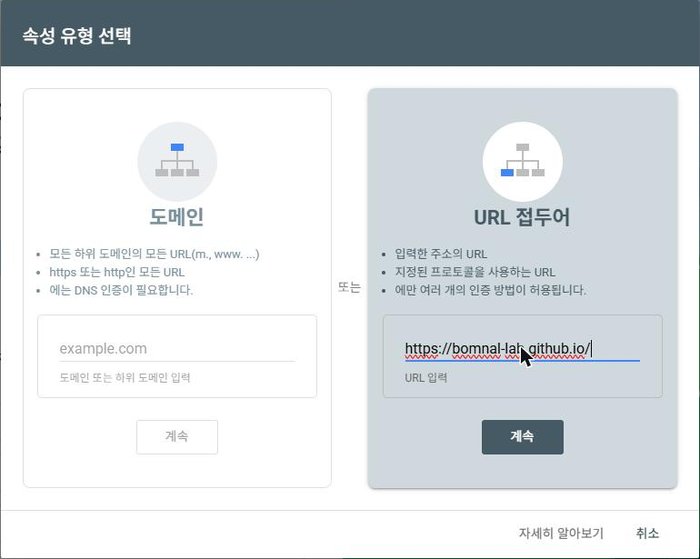 속성 유형 선택
도메인
모든 하위 도메인의 모든 URL(m., www. ...)
https 또는 http인 모든 URL
에는 DNS 인증이 필요합니다.
example.com
도메인 또는 하위 도메인 입력
계속
또는
URL 접두어
입력한 주소의 URL
지정된 프로토콜을 사용하는 URL
에만 여러 개의 인증 방법이 허용됩니다.
https://bomnal-lab.github.io/
URL 입력
계속
자세히 알아보기
취소